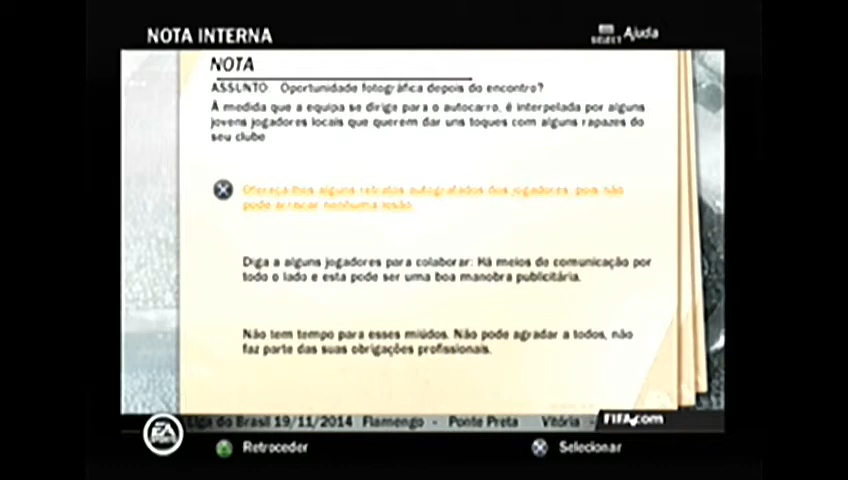 NOTA INTERNA
SELECT Ajuda
NOTA
ASSUNTO: Oportunidade fotográfica depois do encontro?
À medida que a equipa se dirige para o autocarro, é interpelada por alguns
jovens jogadores locais que querem dar uns toques com alguns rapazes do
seu clube
Ofereça-lhes alguns retratos autografados dos jogadores, pois não
pode arriscar nenhuma lesão.
Diga a alguns jogadores para colaborar: Há meios de comunicação por
todo o lado e esta pode ser uma boa manobra publicitária.
Não tem tempo para esses miúdos. Não pode agradar a todos, não
faz parte das suas obrigações profissionais.
Liga do Brasil 19/11/2014 Flamengo - Ponte Preta Vitória -
FIFA.com
EA
SPORTS
Retroceder
Selecionar